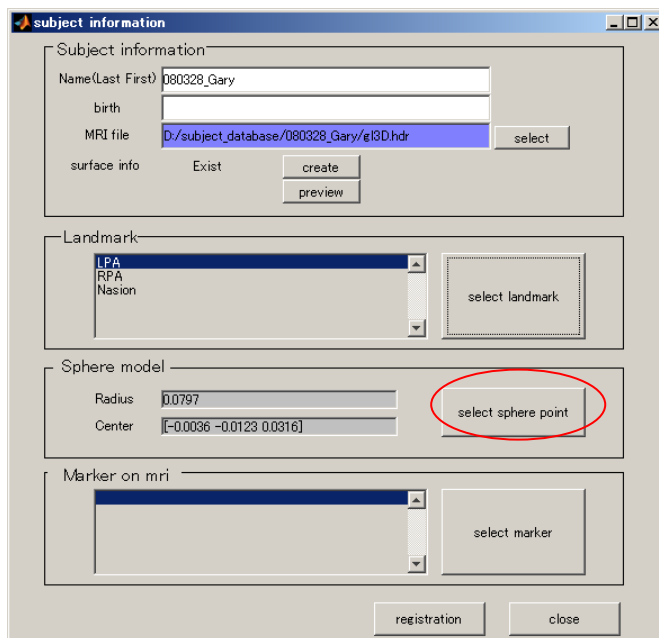 subject information
Subject information
Name(Last First) 080328_Gary
birth
MRI file D:/subject_database/080328_Gary/gl3D.hdr select
surface info Exist create
preview
Landmark
LPA
RPA
Nasion
select landmark
Sphere model
Radius 0.0797
Center [-0.0036 -0.0123 0.0316]
select sphere point
Marker on mri
select marker
registration close